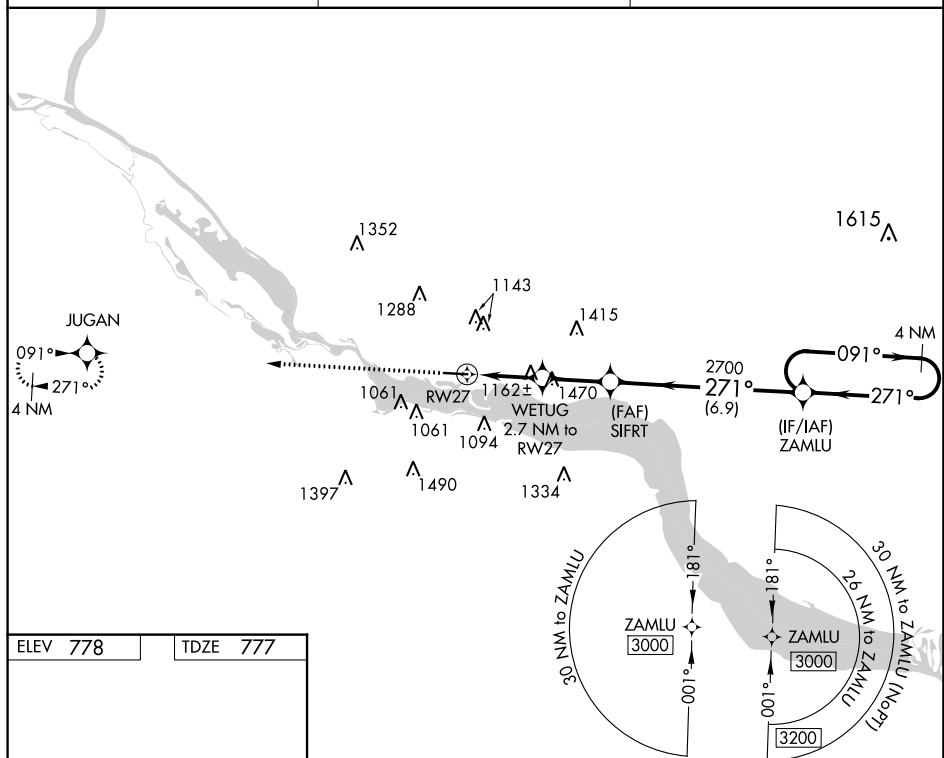 1615
1352
1143
1288
1415
JUGAN
4 NM
091°
2700
091°
271°
271°
(6.9)
271°
4 NM
1061
RW27
1162±
1470
(FAF)
SIFRT
(IF/IAF)
ZAMLU
WETUG
2.7 NM to
RW27
1061
1094
1490
1397
1334
30 NM to ZAMLU
181°
ZAMLU
3000
001°
181°
ZAMLU
3000
001°
3200
26 NM to ZAMLU
30 NM to ZAMLU (NoPT)
ELEV 778
TDZE 777